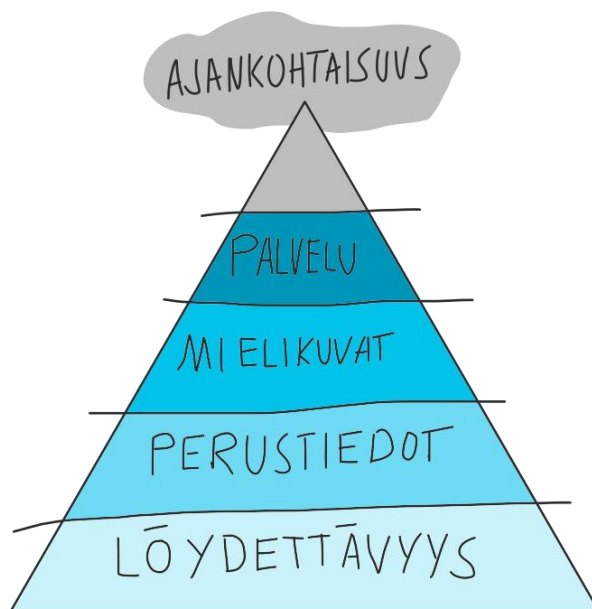 AJANKOHTAISUUS
PALVELU
MIELIKUVAT
PERUSTIEDOT
LÖYDETTÄVYYS